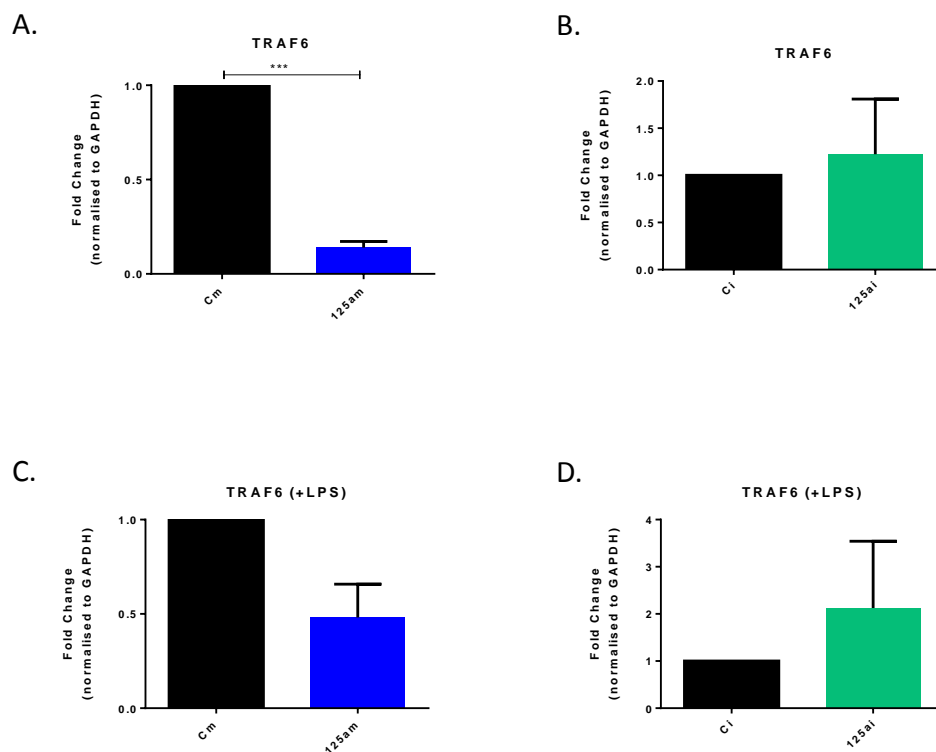 A.
TRAF6
***
Fold Change
(normalised to GAPDH)
1.0
0.5
0.0
Cm
125am
B.
TRAF6
Fold Change
(normalised to GAPDH)
2.0
1.5
1.0
0.5
0.0
Ci
125ai
C.
TRAF6 (+LPS)
Fold Change
(normalised to GAPDH)
1.0
0.5
0.0
Cm
125am
D.
TRAF6 (+LPS)
Fold Change
(normalised to GAPDH)
4
3
2
1
0
Ci
125ai